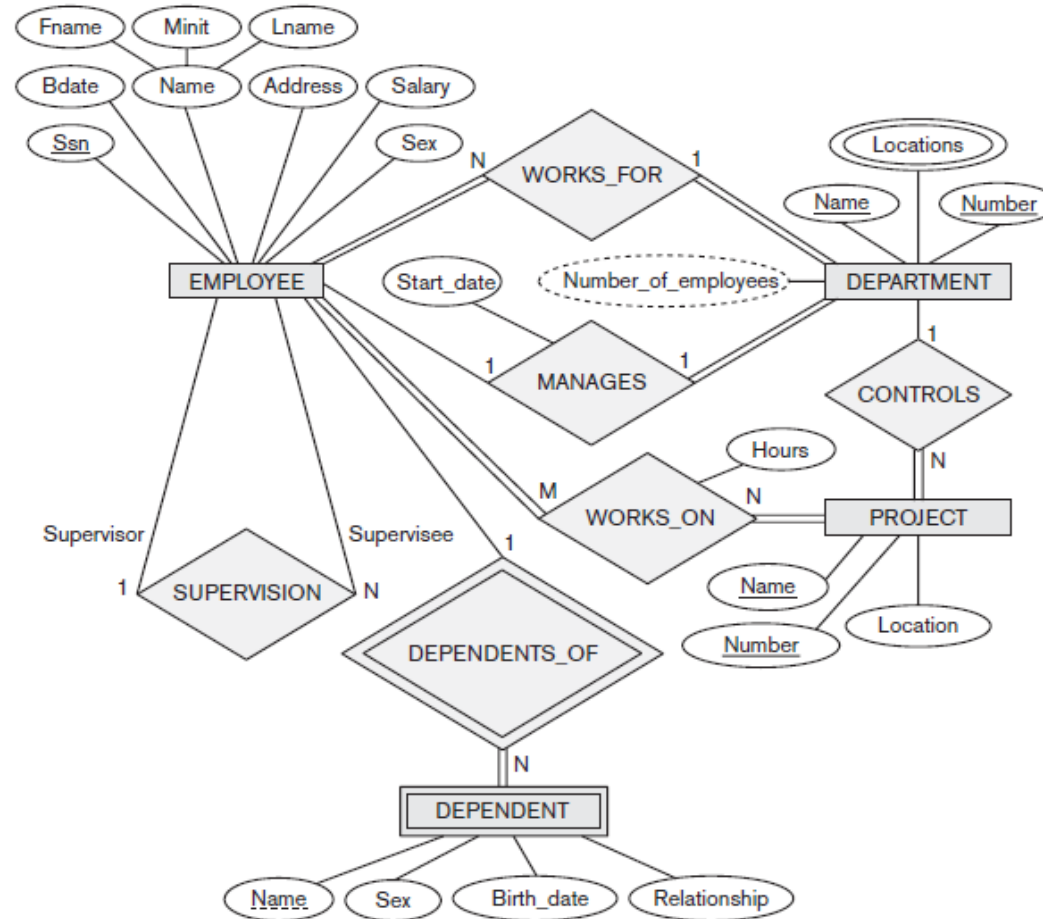 Fname
Minit
Lname
Bdate
Name
Address
Salary
Ssn
Sex
N
WORKS_FOR
1
Locations
Name
Number
EMPLOYEE
Start_date
Number_of_employees
DEPARTMENT
1
MANAGES
1
1
CONTROLS
N
Hours
M
WORKS_ON
N
PROJECT
Supervisor
Supervisee
1
SUPERVISION
N
1
Name
Number
Location
DEPENDENTS_OF
N
DEPENDENT
Name
Sex
Birth_date
Relationship